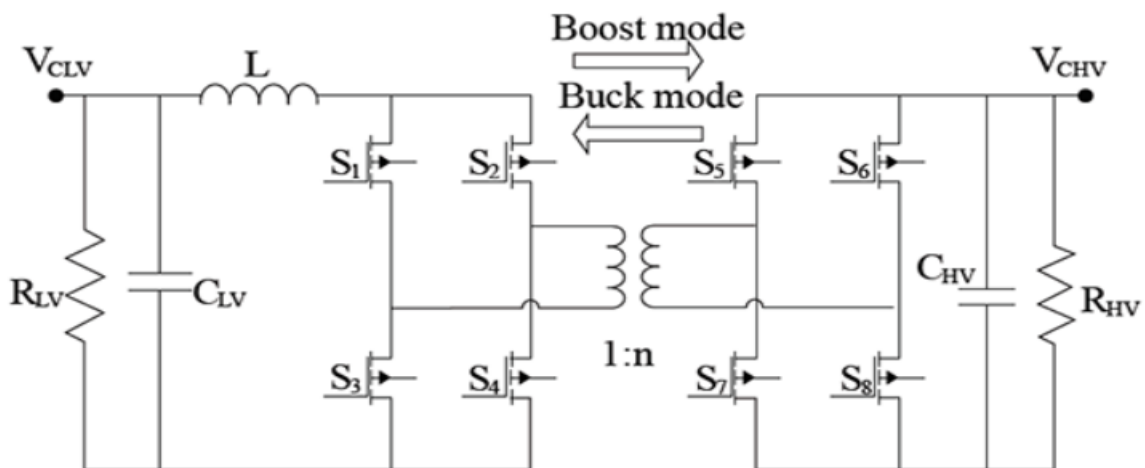 Boost mode
V_CLV
L
V_CHV
Buck mode
S1
S2
S5
S6
R_LV
C_LV
C_HV
R_HV
1:n
S3
S4
S7
S8